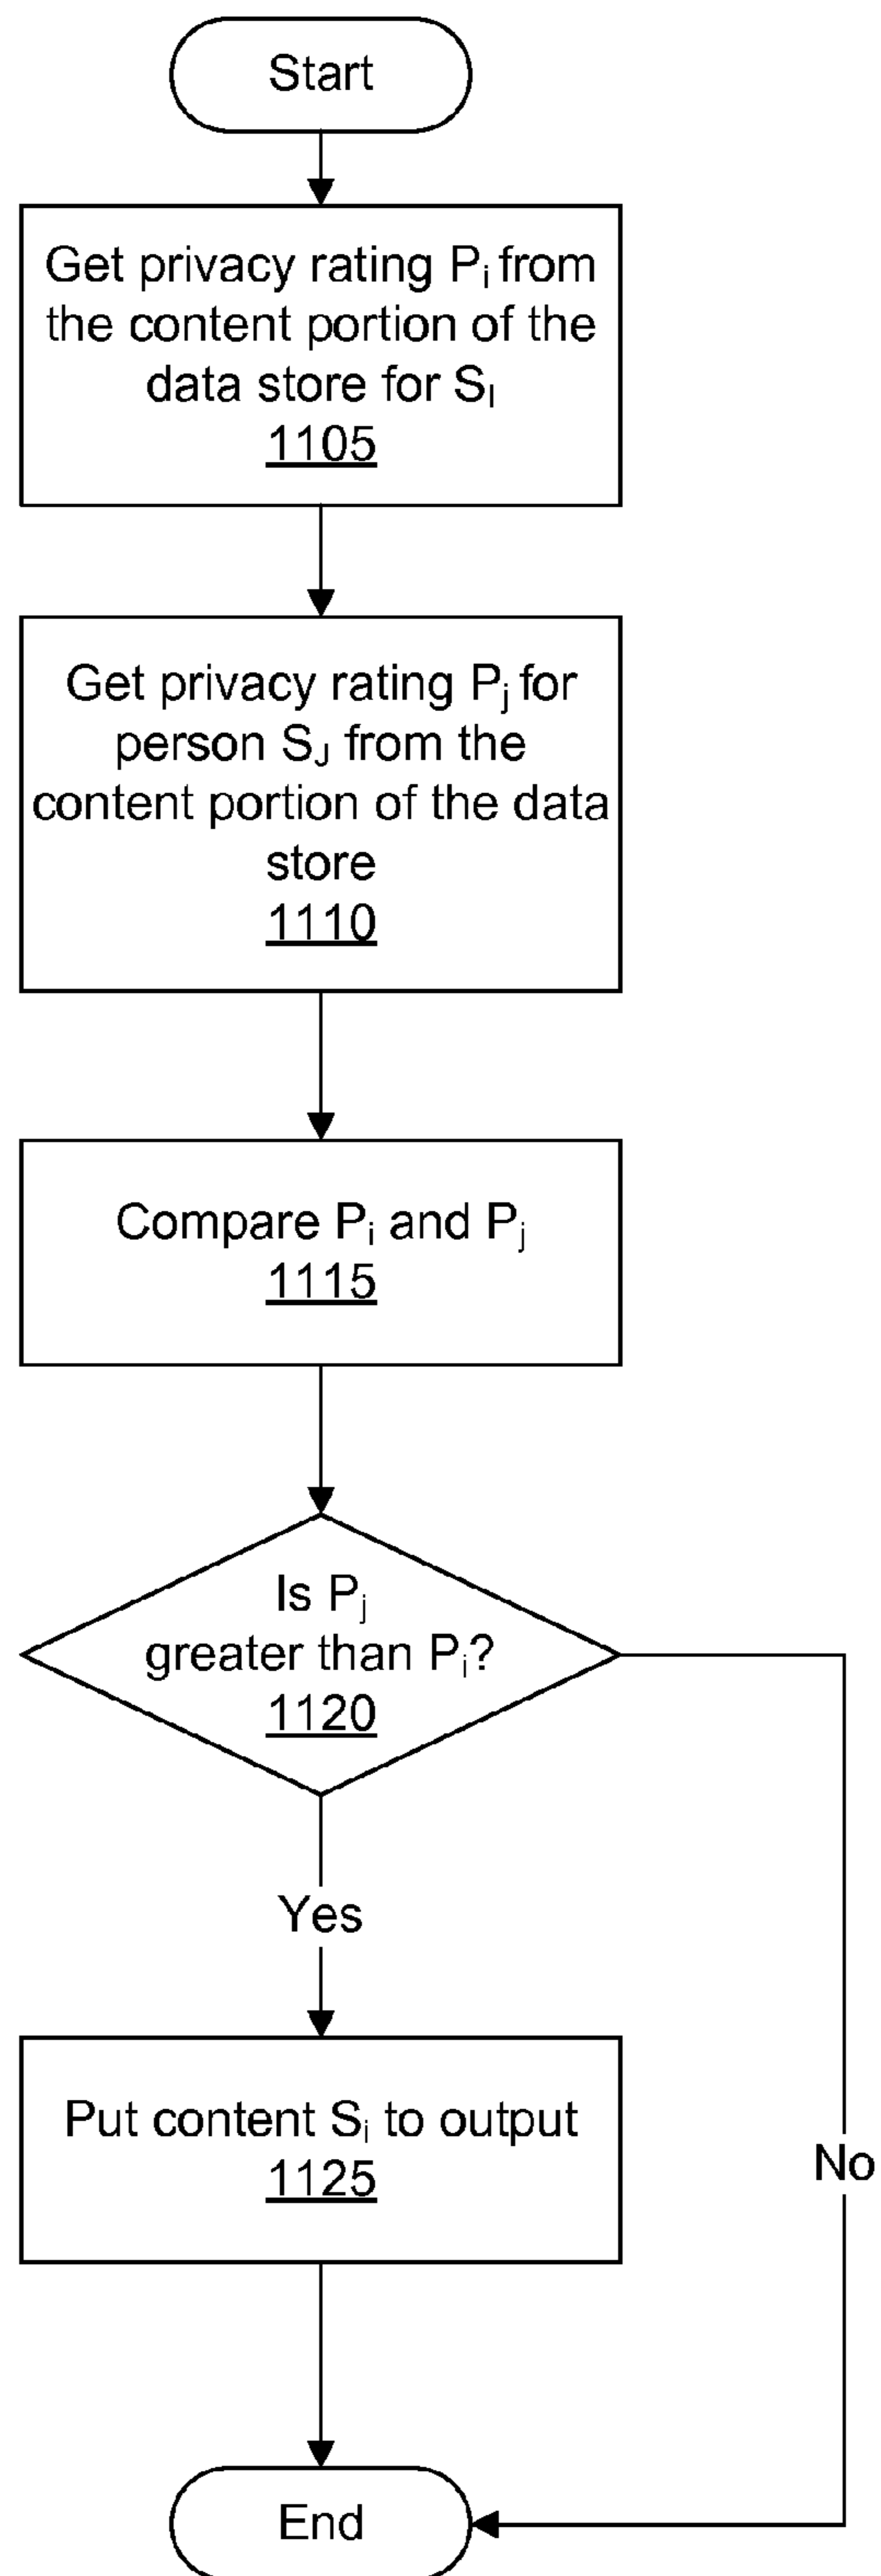 Start
Get privacy rating Pᵢ from
the content portion of the
data store for S_I
1105
Get privacy rating Pⱼ for
person S_J from the
content portion of the data
store
1110
Compare Pᵢ and Pⱼ
1115
Is Pⱼ
greater than Pᵢ?
1120
Yes
Put content Sᵢ to output
1125
No
End